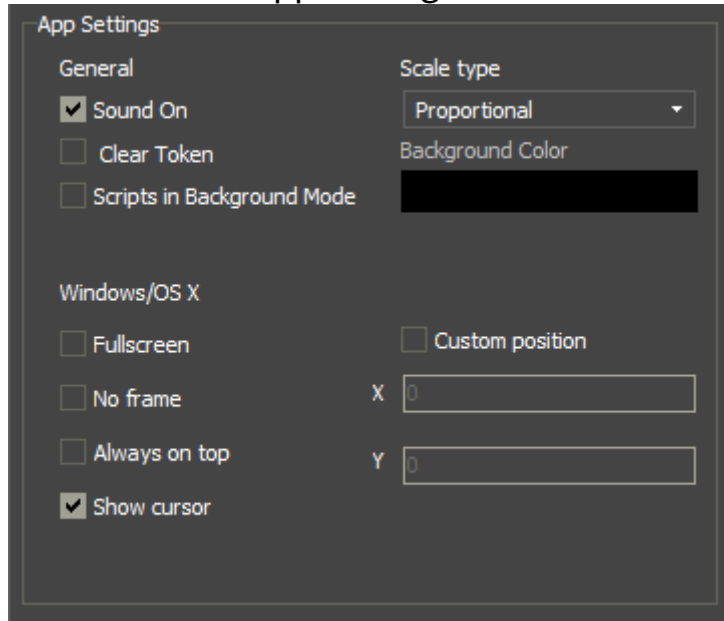 App Settings
General
Scale type
Sound On
Proportional
Clear Token
Background Color
Scripts in Background Mode
Windows/OS X
Fullscreen
Custom position
No frame
X 0
Always on top
Y 0
Show cursor